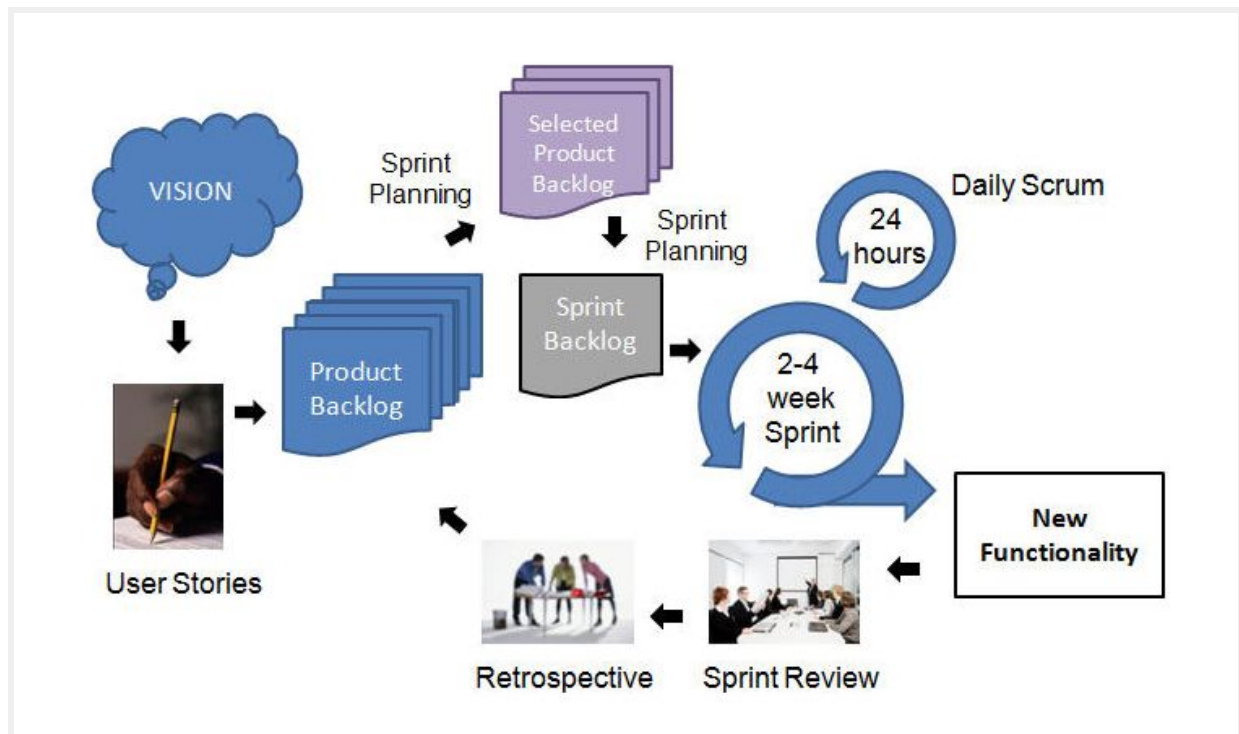 VISION
User Stories
Product
Backlog
Sprint
Planning
Selected
Product
Backlog
Sprint
Planning
Sprint
Backlog
2-4
week
Sprint
24
hours
Daily Scrum
New
Functionality
Sprint Review
Retrospective